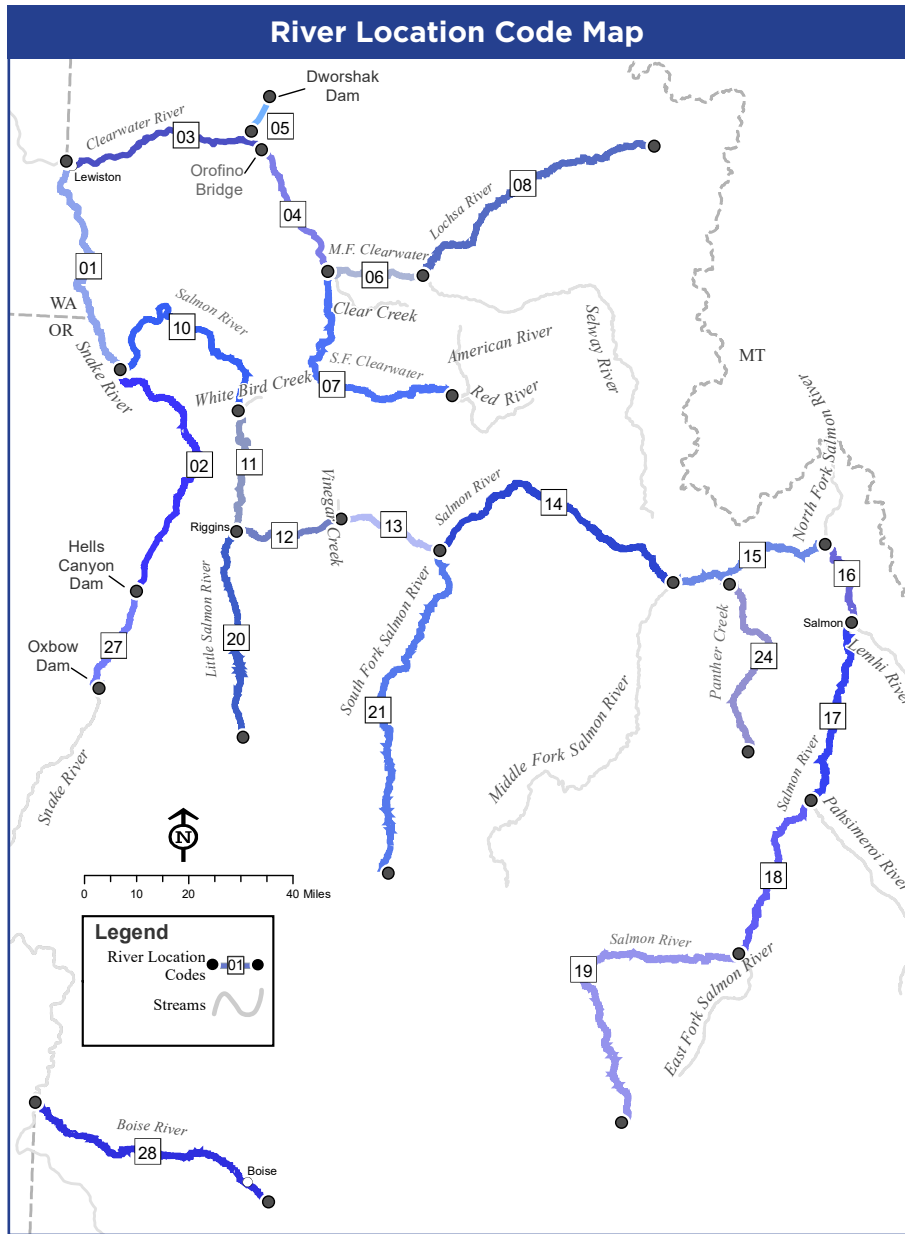 River Location Code Map
Dworshak
Dam
Clearwater River
03
05
Lewiston
Orofino
Bridge
08
Lochsa River
04
01
M.F. Clearwater
06
WA
OR
Salmon River
10
Clear Creek
Selway River
American River
MT
Snake River
S.F. Clearwater
07
Red River
White Bird Creek
02
11
Vinegar Creek
Salmon River
14
North Fork Salmon River
Riggins
12
13
Hells
Canyon
Dam
15
16
Little Salmon River
20
South Fork Salmon River
Salmon
Lemhi River
27
Oxbow
Dam
Panther Creek
24
21
Middle Fork Salmon River
17
Salmon River
Snake River
Pahsimeroi River
N
18
0
10
20
40 Miles
Legend
River Location
Codes
01
Streams
Salmon River
19
East Fork Salmon River
Boise River
28
Boise